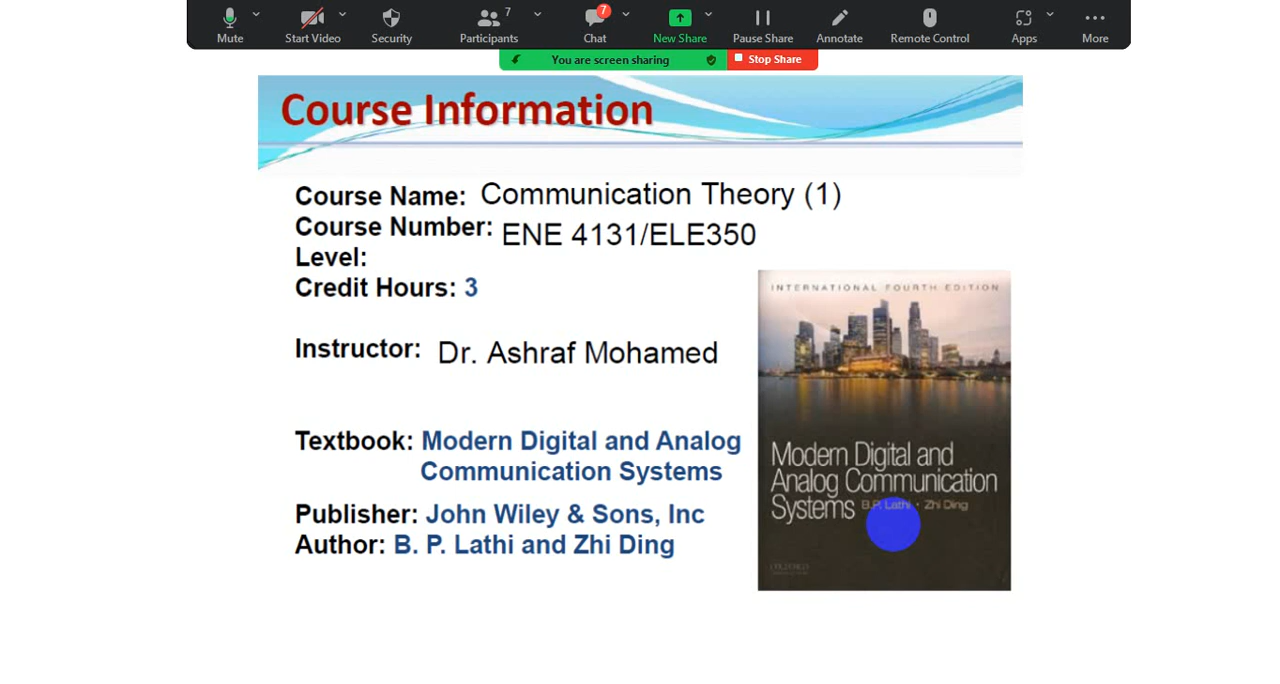 7
7
Mute
Start Video
Security
Participants
Chat
New Share
Pause Share
Annotate
Remote Control
Apps
More
You are screen sharing
Stop Share
Course Information
Course Name: Communication Theory (1)
Course Number: ENE 4131/ELE350
Level:
Credit Hours: 3
Instructor: Dr. Ashraf Mohamed
Textbook: Modern Digital and Analog
Communication Systems
Publisher: John Wiley & Sons, Inc
Author: B. P. Lathi and Zhi Ding
INTERNATIONAL FOURTH EDITION
Modern Digital and
Analog Communication
Systems B.P. Lathi • Zhi Ding
OXFORD